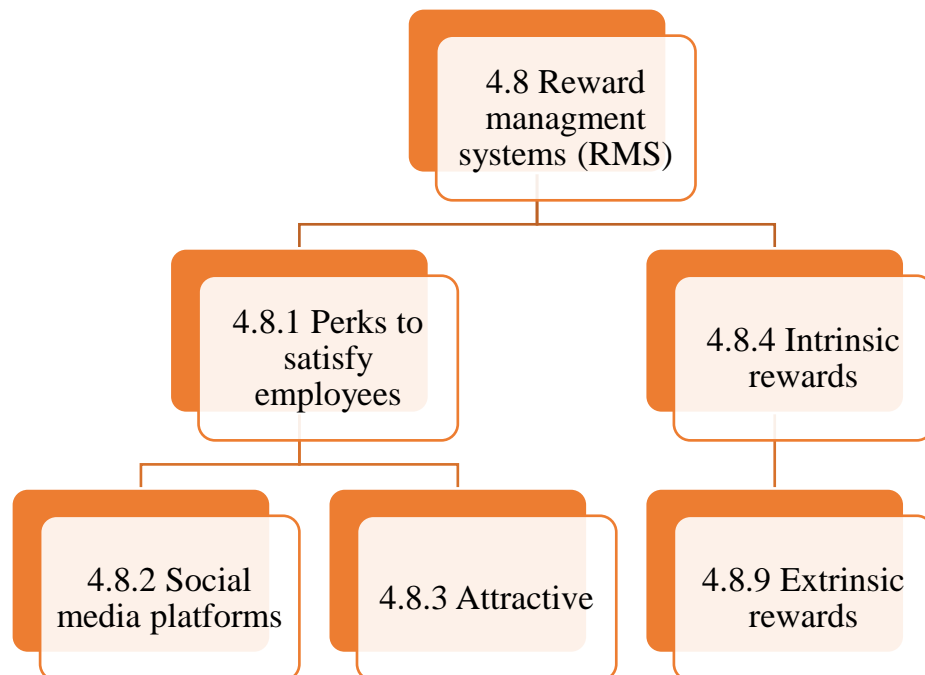 4.8 Reward
managment
systems (RMS)
4.8.1 Perks to
satisfy
employees
4.8.4 Intrinsic
rewards
4.8.2 Social
media platforms
4.8.3 Attractive
4.8.9 Extrinsic
rewards